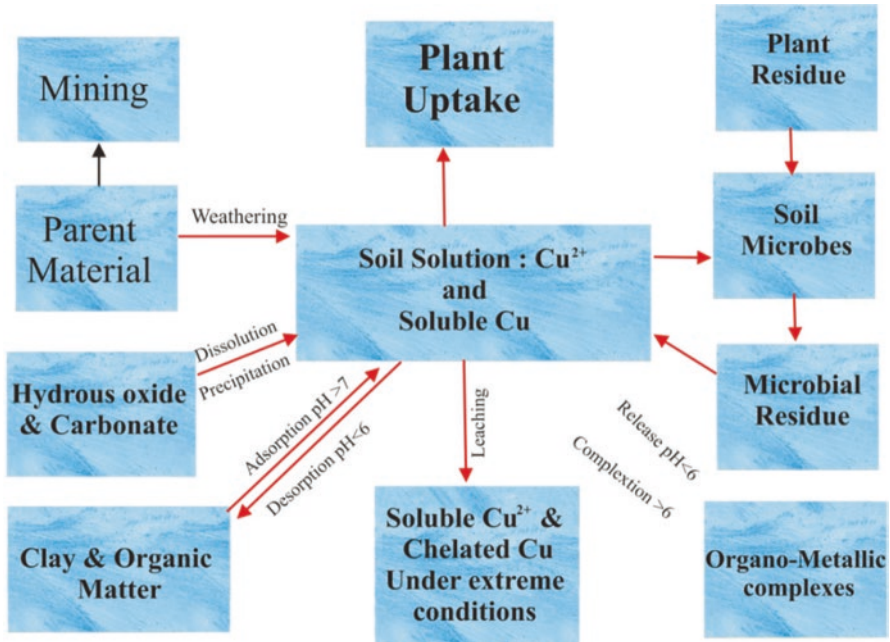 Mining
Plant
Uptake
Plant
Residue
Parent
Material
Weathering
Soil Solution : Cu²⁺
and
Soluble Cu
Soil
Microbes
Dissolution
Precipitation
Hydrous oxide
& Carbonate
Adsorption pH >7
Desorption pH<6
Leaching
Release pH<6
Complextion >6
Microbial
Residue
Clay & Organic
Matter
Soluble Cu²⁺ &
Chelated Cu
Under extreme
conditions
Organo-Metallic
complexes